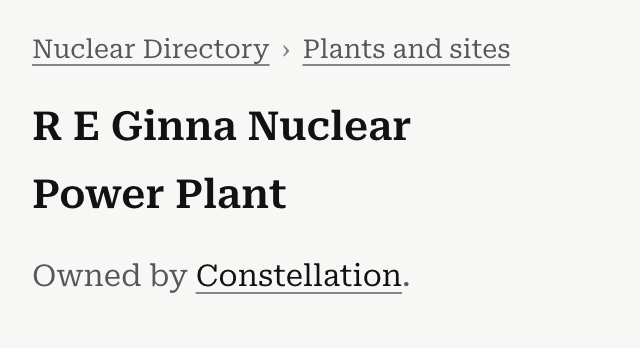 Nuclear Directory › Plants and sites
R E Ginna Nuclear
Power Plant
Owned by Constellation.